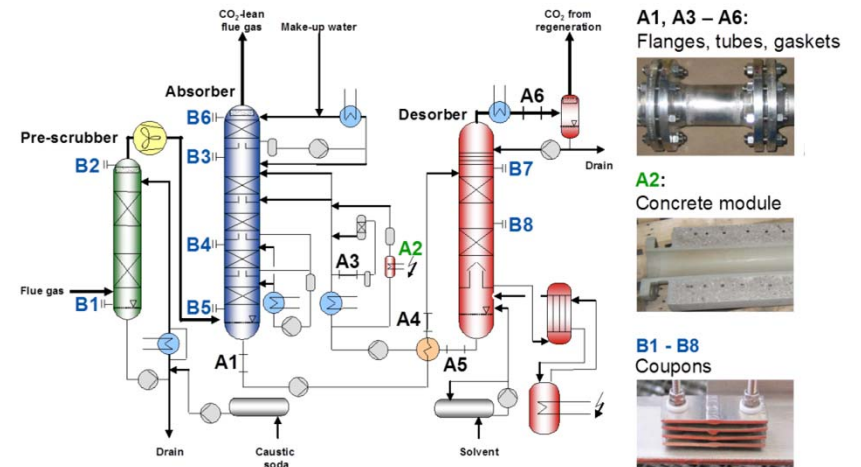 CO2-lean
flue gas
Make-up water
CO2 from
regeneration
A1, A3 – A6:
Flanges, tubes, gaskets
Absorber
A6
B6
Desorber
Pre-scrubber
B3
B2
Drain
B7
A2:
Concrete module
B8
B4
A2
A3
Flue gas
B1
B5
A4
A1
A5
B1 - B8
Coupons
Drain
Caustic
soda
Solvent